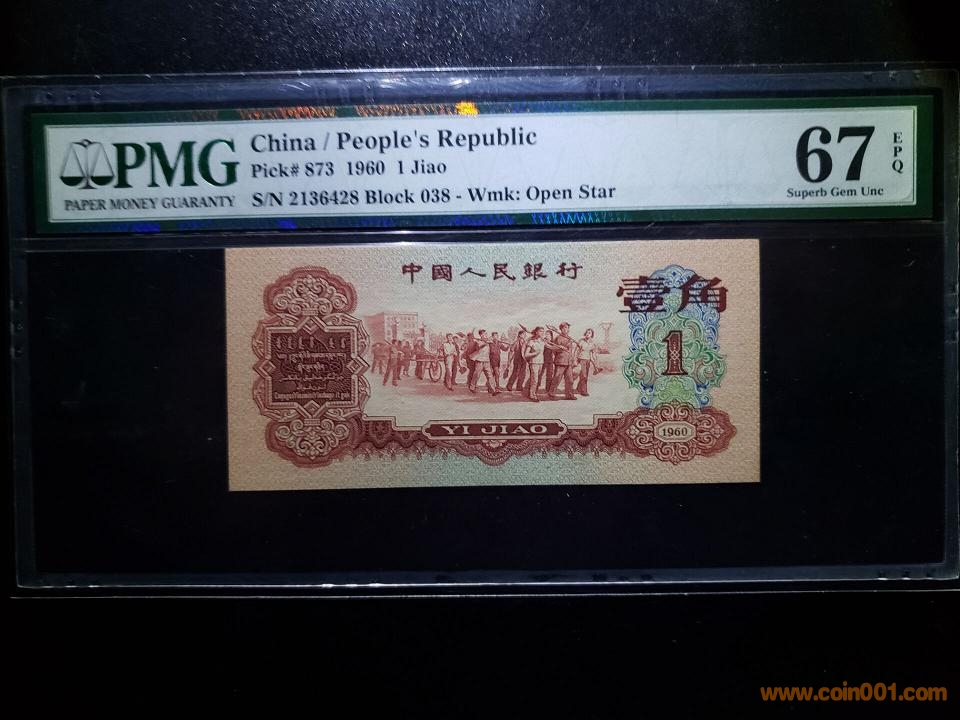 PMG
PAPER MONEY GUARANTY
China / People's Republic
Pick# 873 1960 1 Jiao
S/N 2136428 Block 038 - Wmk: Open Star
67
EPQ
Superb Gem Unc
中國人民銀行
壹角
1
YI JIAO
1960
www.coin001.com